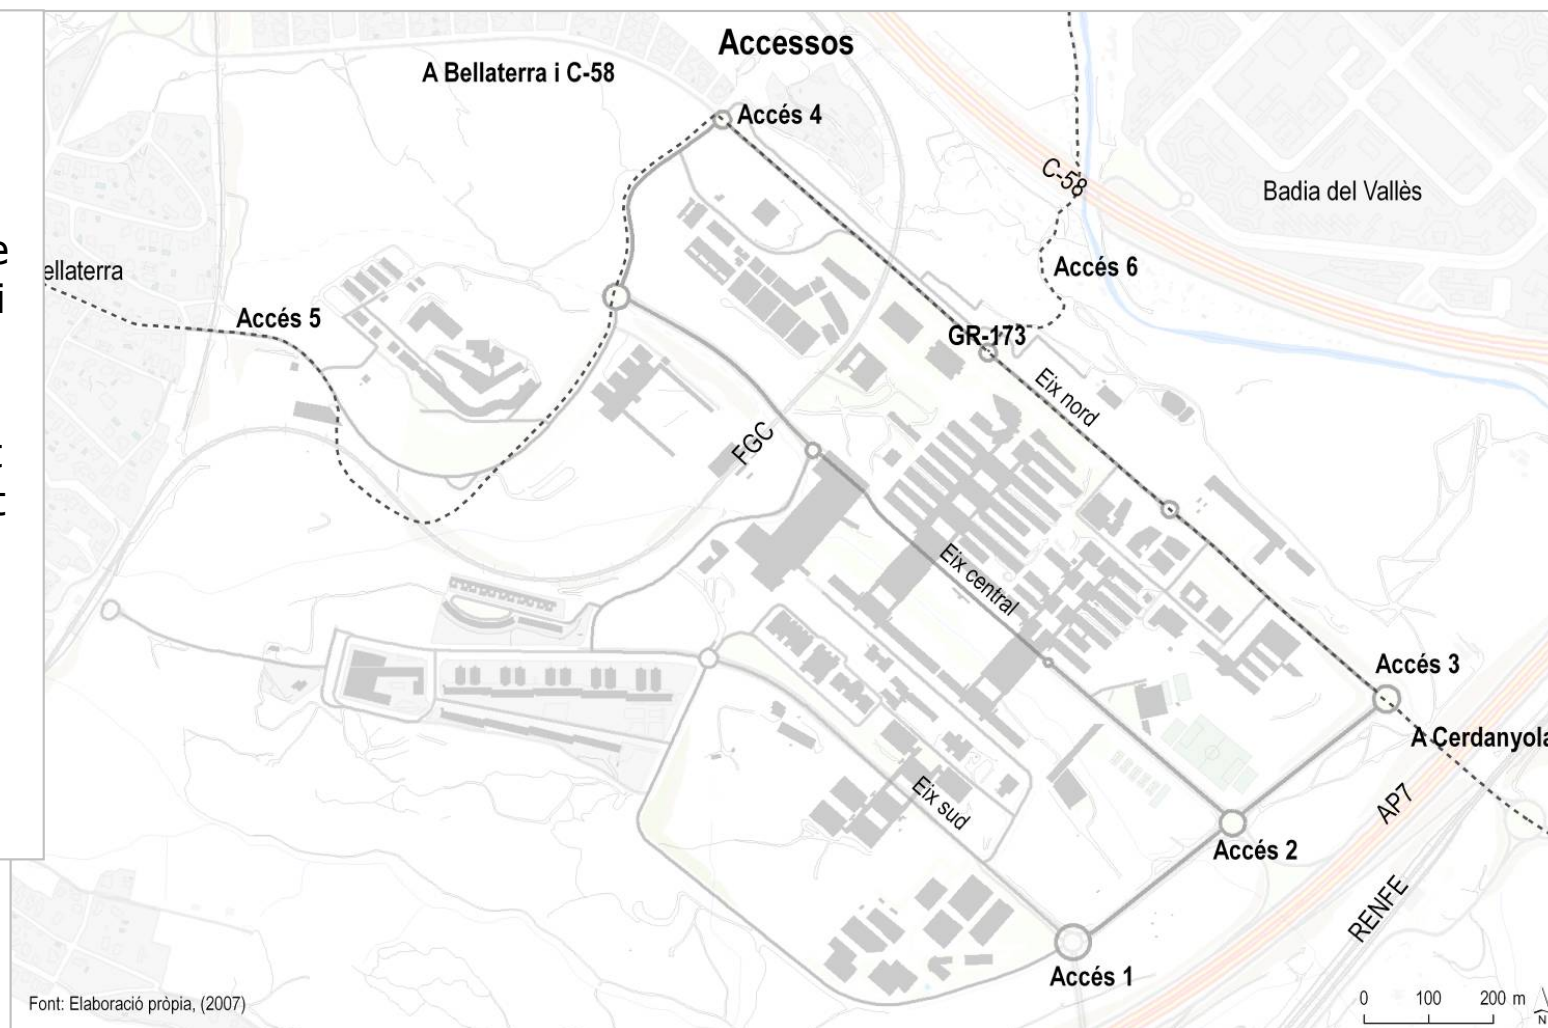 Accessos
A Bellaterra i C-58
Accés 4
C-58
Badia del Vallès
e
i
ellaterra
Accés 6
Accés 5
GR-173
Eix nord
FGC
t
t
Eix central
Accés 3
A Cerdanyola
Eix sud
AP7
Accés 2
RENFE
Accés 1
Font: Elaboració pròpia, (2007)
0 100 200 m
N